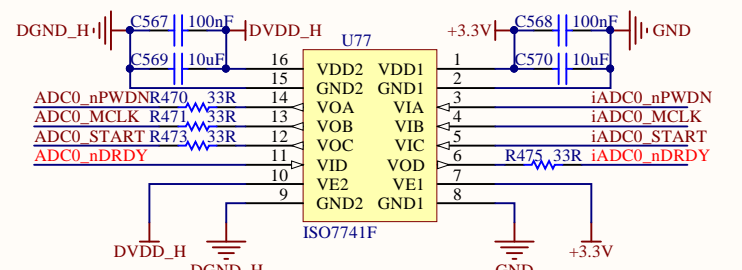 C567 100nF C568 100nF
DGND_H DVDD_H +3.3V GND
U77
C569 10uF C570 10uF
16 VDD2 VDD1 1
15 GND2 GND1 2
ADC0_nPWDN R470 33R 14 VOA VIA 3 iADC0_nPWDN
ADC0_MCLK R471 33R 13 VOB VIB 4 iADC0_MCLK
ADC0_START R473 33R 12 VOC VIC 5 iADC0_START
ADC0_nDRDY 11 VID VOD 6 R475 33R iADC0_nDRDY
10 VE2 VE1 7
9 GND2 GND1 8
ISO7741F
DVDD_H +3.3V
DGND_H GND